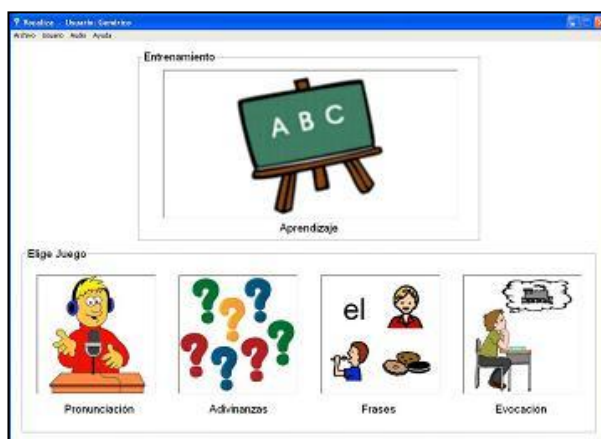 Vocaliza - Usuario: Genérico
Archivo Usuario Audio Ayuda
Entrenamiento
A B C
Aprendizaje
Elige Juego
el
Pronunciación Adivinanzas Frases Evocación